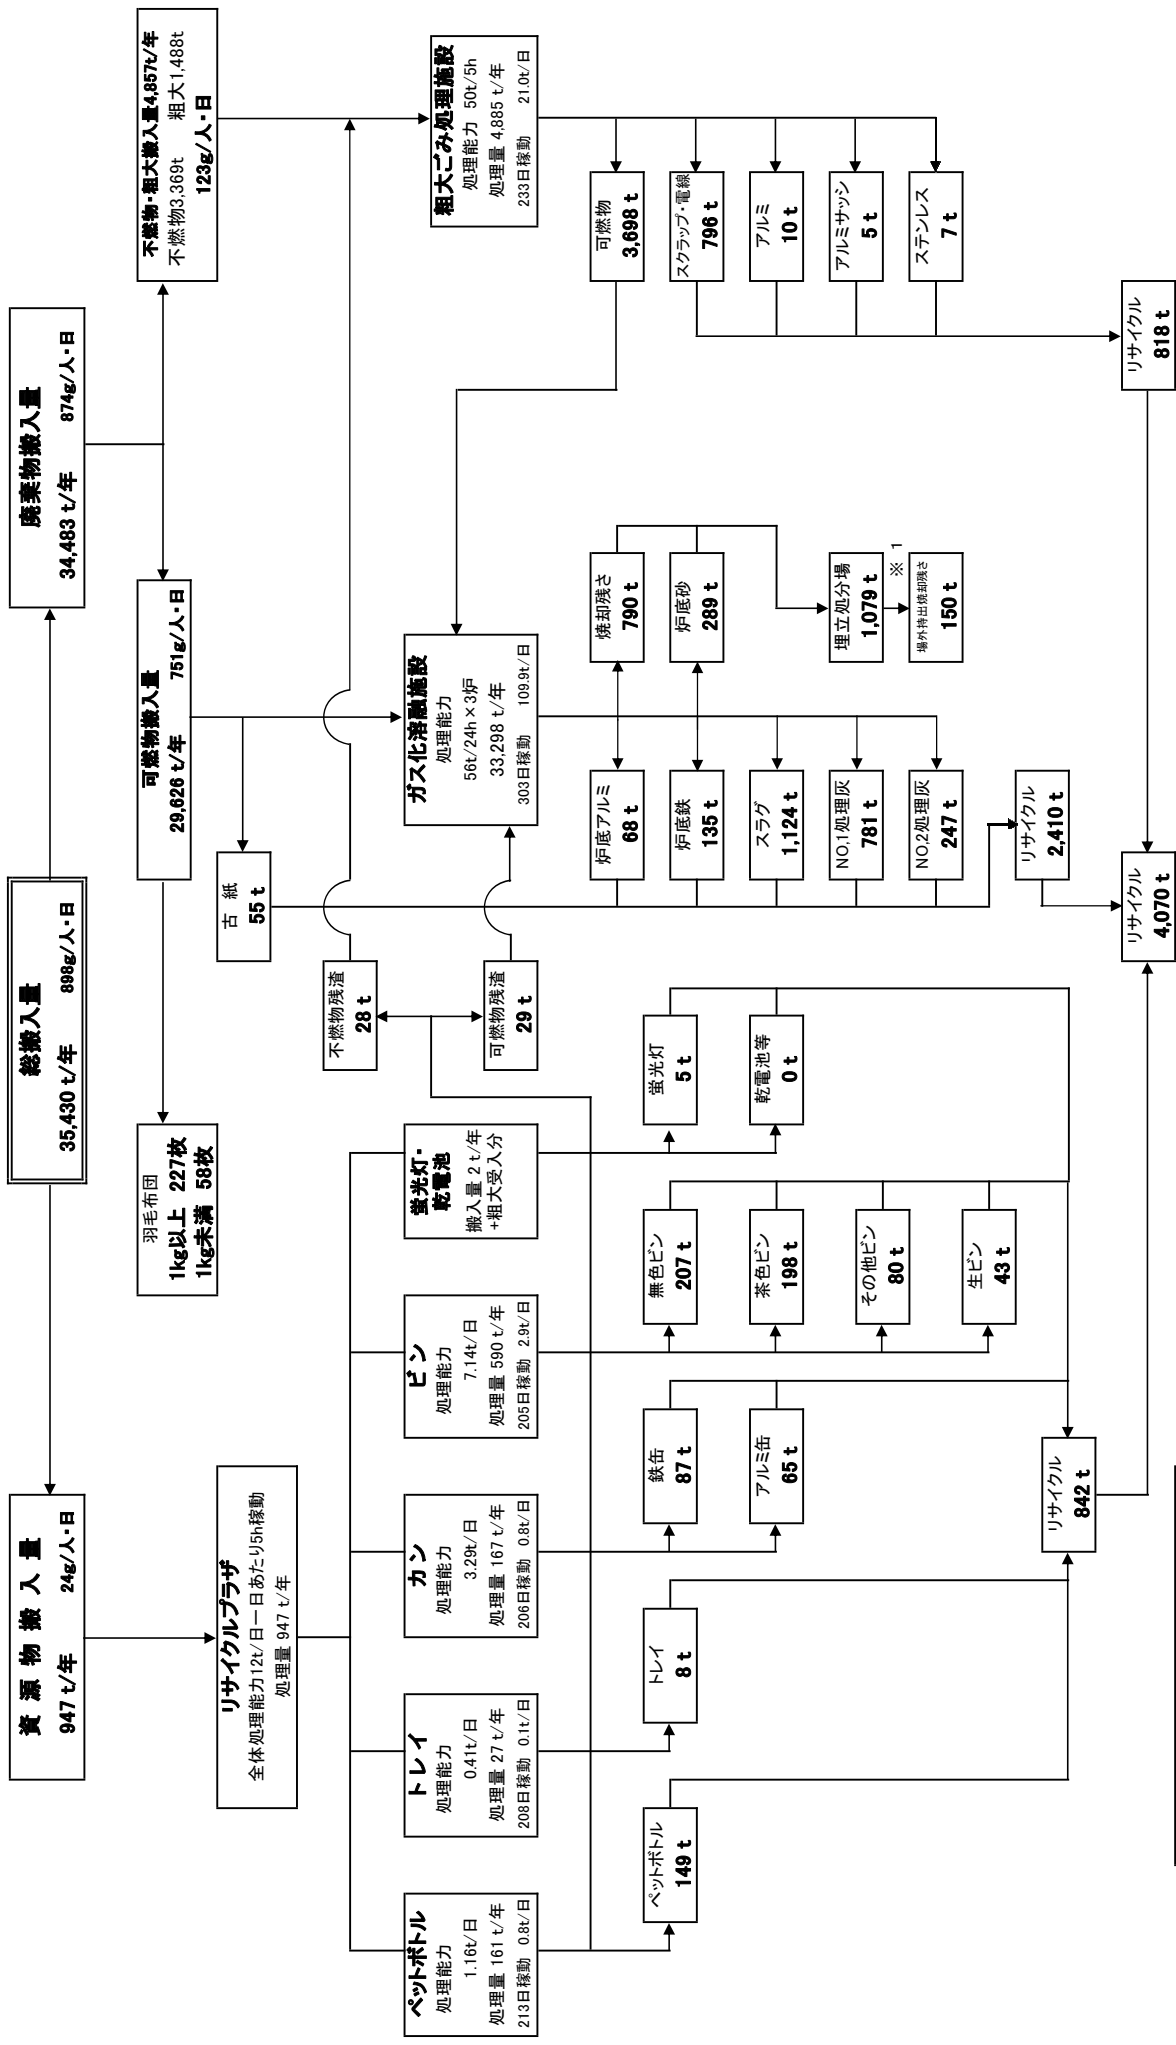 総搬入量
35,430 t/年 898g/人・日
資 源 物 搬 入 量
947 t/年 24g/人・日
廃棄物搬入量
34,483 t/年 874g/人・日
羽毛布団
1kg以上 227枚
1kg未満 58枚
可燃物搬入量
29,626 t/年 751g/人・日
不燃物・粗大搬入量4,857t/年
不燃物3,369t 粗大1,488t
123g/人・日
リサイクルプラザ
全体処理能力12t/日一日あたり5h稼動
処理量 947 t/年
古 紙
55 t
不燃物残渣
28 t
可燃物残渣
29 t
ペットボトル
処理能力
1.16t/日
処理量 161 t/年
213日稼動 0.8t/日
トレイ
処理能力
0.41t/日
処理量 27 t/年
208日稼動 0.1t/日
カン
処理能力
3.29t/日
処理量 167 t/年
206日稼動 0.8t/日
ビン
処理能力
7.14t/日
処理量 590 t/年
205日稼動 2.9t/日
蛍光灯・
乾電池
搬入量 2 t/年
+粗大受入分
ガス化溶融施設
処理能力
56t/24h×3炉
33,298 t/年
303日稼動 109.9t/日
粗大ごみ処理施設
処理能力 50t/5h
処理量 4,885 t/年
233日稼動 21.0t/日
ペットボトル
149 t
トレイ
8 t
鉄缶
87 t
アルミ缶
65 t
無色ビン
207 t
茶色ビン
198 t
その他ビン
80 t
生ビン
43 t
蛍光灯
5 t
乾電池等
0 t
炉底アルミ
68 t
炉底鉄
135 t
スラグ
1,124 t
NO,1処理灰
781 t
NO,2処理灰
247 t
焼却残さ
790 t
炉底砂
289 t
埋立処分場
1,079 t
※ 1
場外持出焼却残さ
150 t
可燃物
3,698 t
スクラップ・電線
796 t
アルミ
10 t
アルミサッシ
5 t
ステンレス
7 t
リサイクル
842 t
リサイクル
2,410 t
リサイクル
4,070 t
リサイクル
818 t